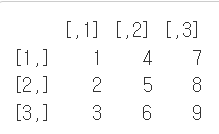 [,1] [,2] [,3]
[1,] 1 4 7
[2,] 2 5 8
[3,] 3 6 9